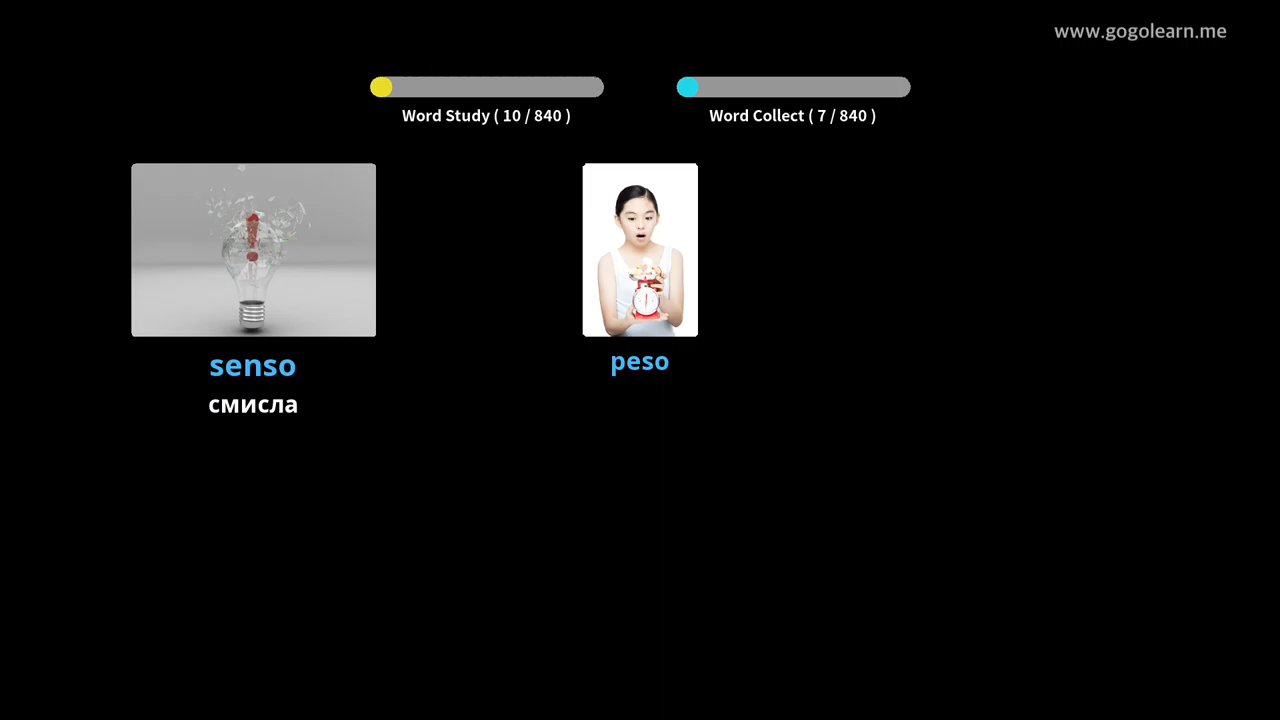 www.gogolearn.me
Word Study ( 10 / 840 )
Word Collect ( 7 / 840 )
senso
смисла
peso